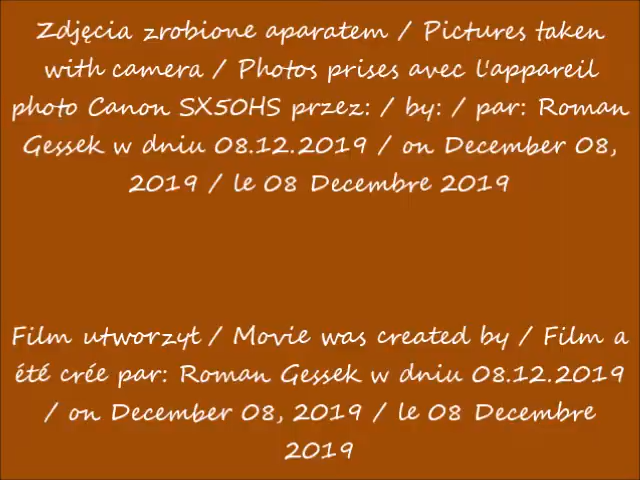 Zdjęcia zrobione aparatem / Pictures taken
with camera / Photos prises avec l'appareil
photo Canon SX50HS przez: / by: / par: Roman
Gessek w dniu 08.12.2019 / on December 08,
2019 / le 08 Decembre 2019
Film utworzył / Movie was created by / Film a
été crée par: Roman Gessek w dniu 08.12.2019
/ on December 08, 2019 / le 08 Decembre
2019